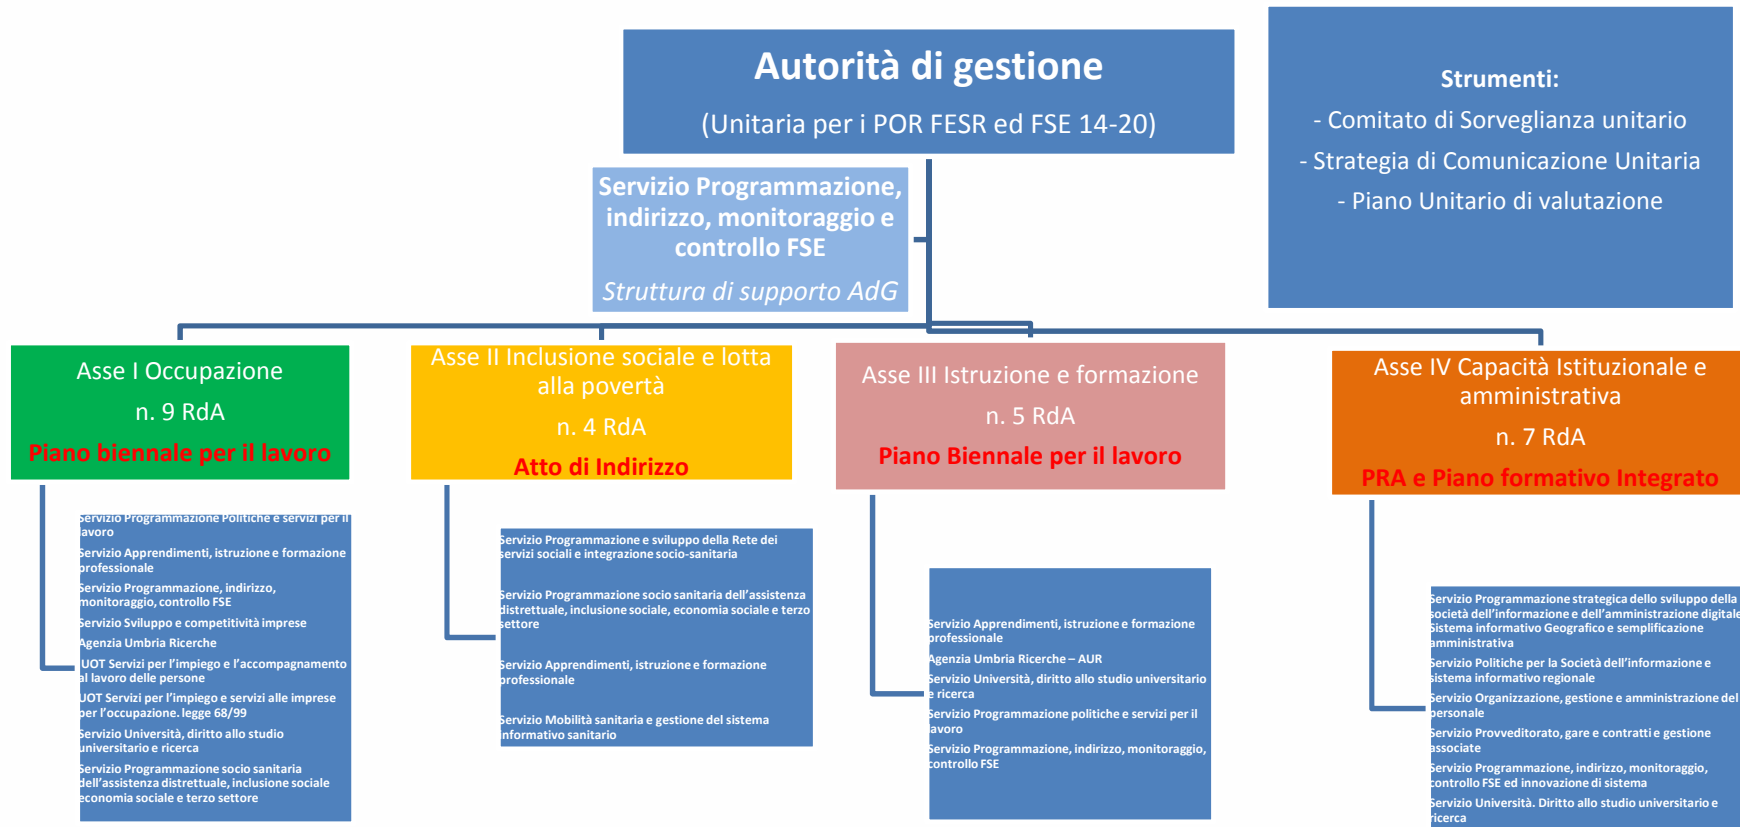 Autorità di gestione
(Unitaria per i POR FESR ed FSE 14-20)
Strumenti:
- Comitato di Sorveglianza unitario
- Strategia di Comunicazione Unitaria
- Piano Unitario di valutazione
Servizio Programmazione,
indirizzo, monitoraggio e
controllo FSE
Struttura di supporto AdG
Asse I Occupazione
n. 9 RdA
Piano biennale per il lavoro
Asse II Inclusione sociale e lotta
alla povertà
n. 4 RdA
Atto di Indirizzo
Asse III Istruzione e formazione
n. 5 RdA
Piano Biennale per il lavoro
Asse IV Capacità Istituzionale e
amministrativa
n. 7 RdA
PRA e Piano formativo Integrato
Servizio Programmazione Politiche e servizi per il
lavoro
Servizio Apprendimenti, istruzione e formazione
professionale
Servizio Programmazione, indirizzo,
monitoraggio, controllo FSE
Servizio Sviluppo e competitività imprese
Agenzia Umbria Ricerche
UOT Servizi per l'impiego e l'accompagnamento
al lavoro delle persone
UOT Servizi per l'impiego e servizi alle imprese
per l'occupazione. legge 68/99
Servizio Università, diritto allo studio
universitario e ricerca
Servizio Programmazione socio sanitaria
dell'assistenza distrettuale, inclusione sociale
economia sociale e terzo settore
Servizio Programmazione e sviluppo della Rete dei
servizi sociali e integrazione socio-sanitaria
Servizio Programmazione socio sanitaria dell'assistenza
distrettuale, inclusione sociale, economia sociale e terzo
settore
Servizio Apprendimenti, istruzione e formazione
professionale
Servizio Mobilità sanitaria e gestione del sistema
informativo sanitario
Servizio Apprendimenti, istruzione e formazione
professionale
Agenzia Umbria Ricerche – AUR
Servizio Università, diritto allo studio universitario
e ricerca
Servizio Programmazione politiche e servizi per il
lavoro
Servizio Programmazione, indirizzo, monitoraggio,
controllo FSE
Servizio Programmazione strategica dello sviluppo della
società dell'informazione e dell'amministrazione digitale
Sistema informativo Geografico e semplificazione
amministrativa
Servizio Politiche per la Società dell'informazione e
sistema informativo regionale
Servizio Organizzazione, gestione e amministrazione del
personale
Servizio Provveditorato, gare e contratti e gestione
associate
Servizio Programmazione, indirizzo, monitoraggio,
controllo FSE ed innovazione di sistema
Servizio Università. Diritto allo studio universitario e
ricerca